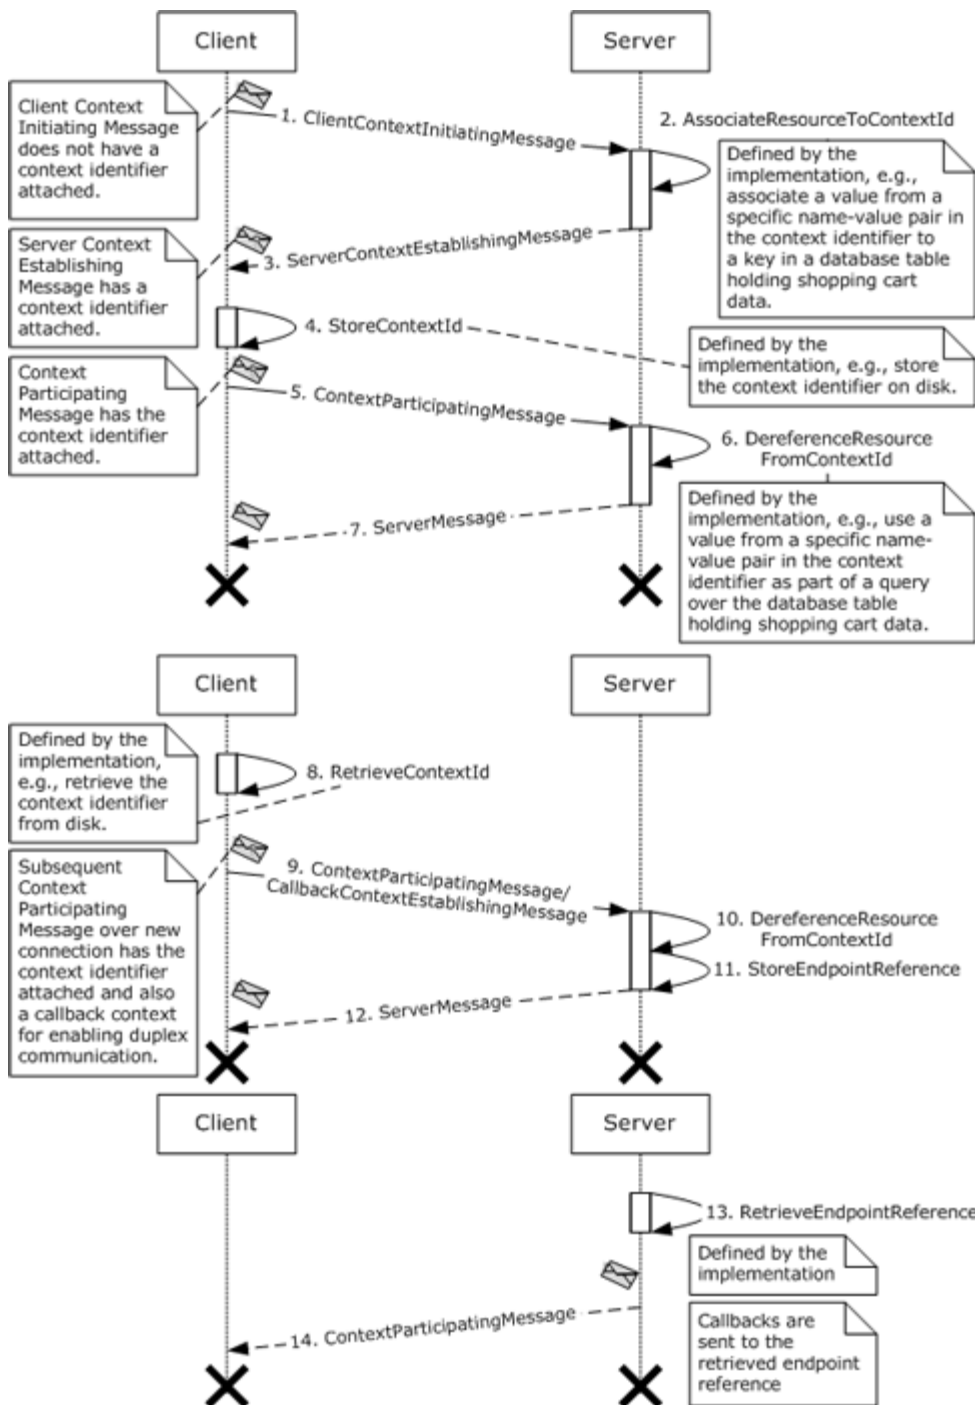 Client
Server
Client Context
Initiating Message
does not have a
context identifier
attached.
1. ClientContextInitiatingMessage
2. AssociateResourceToContextId
Defined by the
implementation, e.g.,
associate a value from a
specific name-value pair in
the context identifier to
a key in a database table
holding shopping cart
data.
Server Context
Establishing
Message has a
context identifier
attached.
3. ServerContextEstablishingMessage
4. StoreContextId
Defined by the
implementation, e.g., store
the context identifier on disk.
Context
Participating
Message has the
context identifier
attached.
5. ContextParticipatingMessage
6. DereferenceResource
FromContextId
Defined by the
implementation, e.g., use a
value from a specific name-
value pair in the context
identifier as part of a query
over the database table
holding shopping cart data.
7. ServerMessage
Client
Server
Defined by the
implementation,
e.g., retrieve the
context identifier
from disk.
8. RetrieveContextId
Subsequent
Context
Participating
Message over new
connection has the
context identifier
attached and also
a callback context
for enabling duplex
communication.
9. ContextParticipatingMessage/
CallbackContextEstablishingMessage
10. DereferenceResource
FromContextId
11. StoreEndpointReference
12. ServerMessage
Client
Server
13. RetrieveEndpointReference
Defined by the
implementation
14. ContextParticipatingMessage
Callbacks are
sent to the
retrieved endpoint
reference